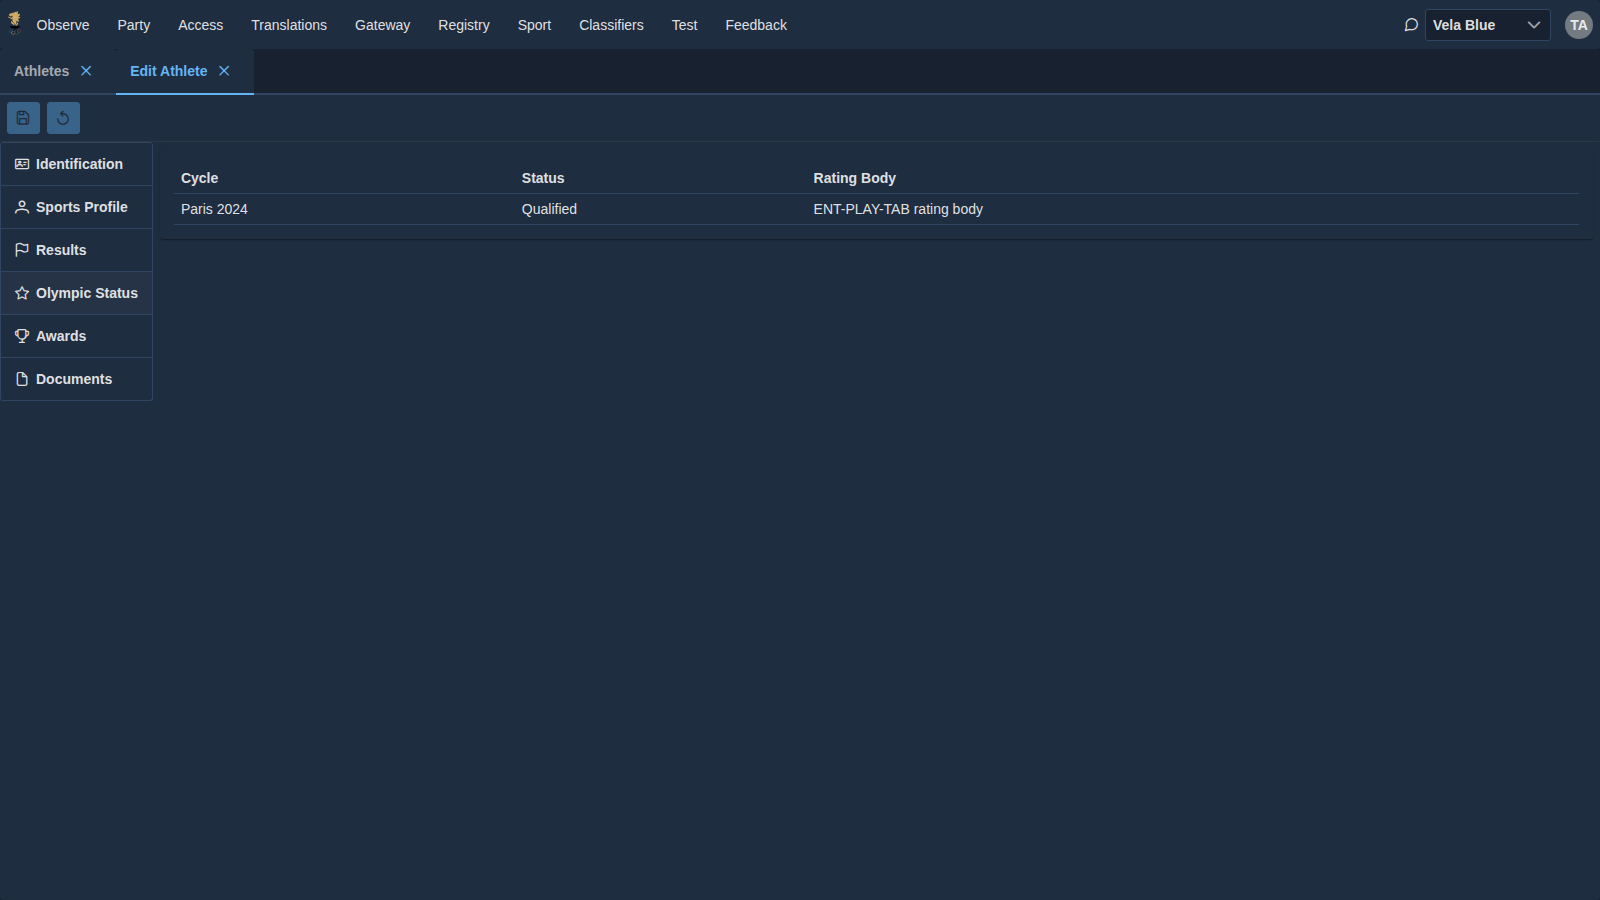 Observe Party Access Translations Gateway Registry Sport Classifiers Test Feedback Vela Blue TA
Athletes Edit Athlete
Identification
Sports Profile
Results
Olympic Status
Awards
Documents
Cycle Status Rating Body
Paris 2024 Qualified ENT-PLAY-TAB rating body